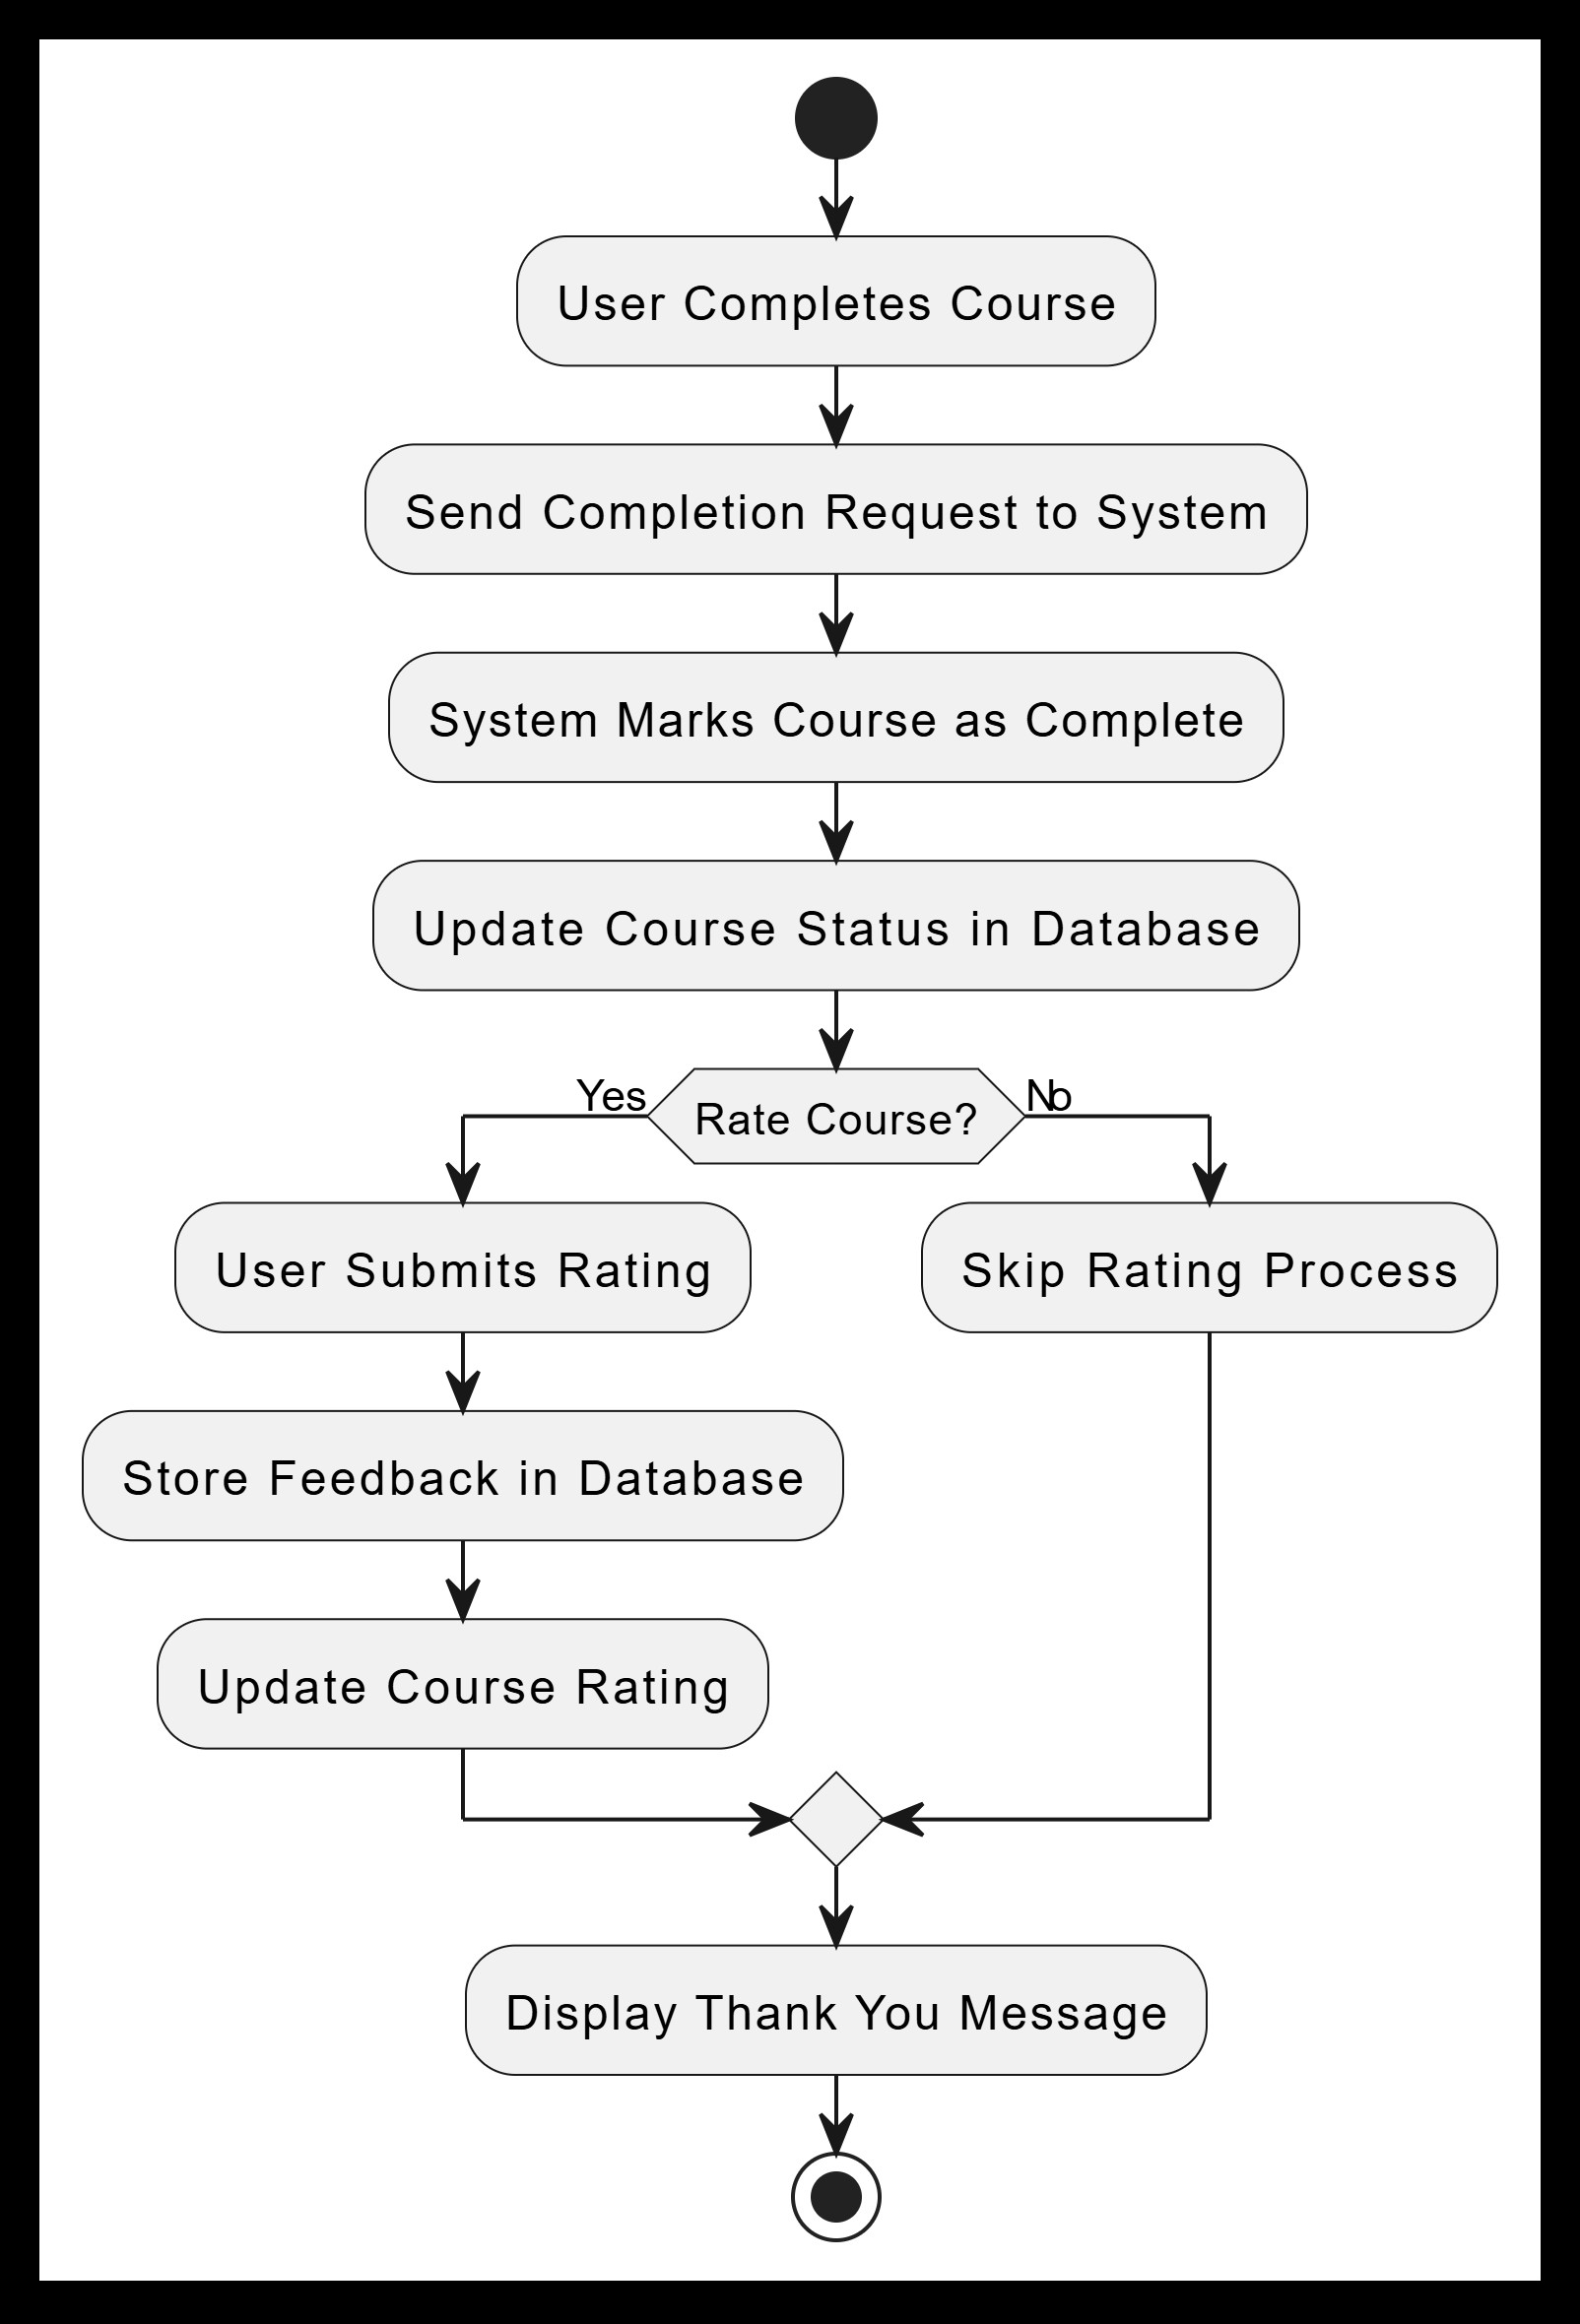 User Completes Course
Send Completion Request to System
System Marks Course as Complete
Update Course Status in Database
Yes
Rate Course?
No
User Submits Rating
Skip Rating Process
Store Feedback in Database
Update Course Rating
Display Thank You Message